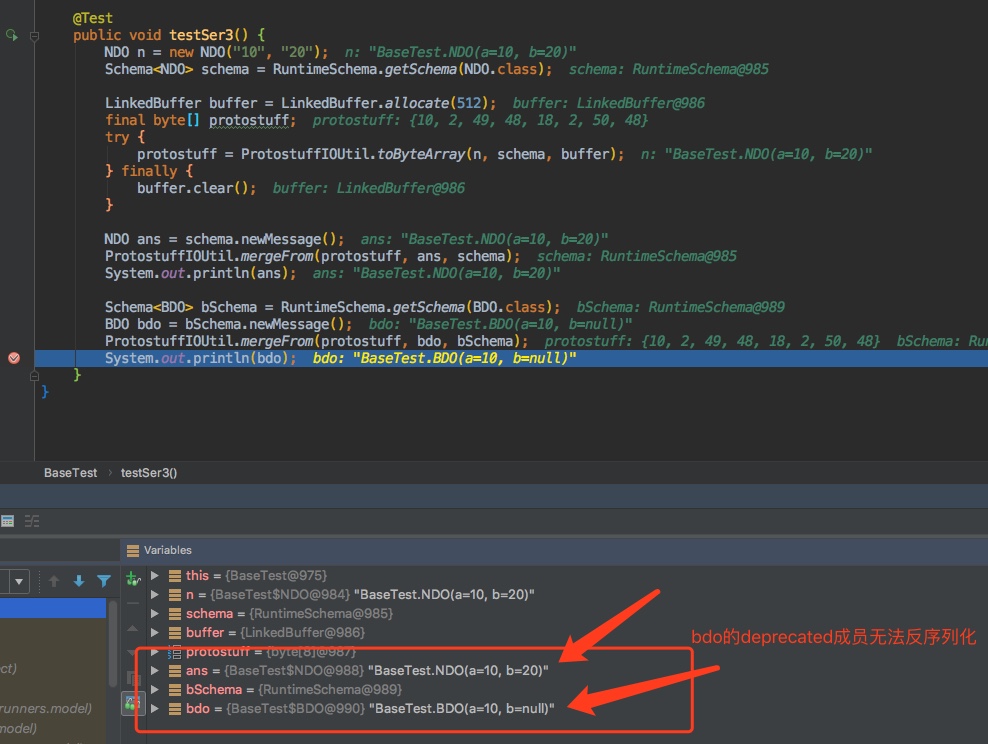 @Test
public void testSer3() {
NDO n = new NDO("10", "20"); n: "BaseTest.NDO(a=10, b=20)"
Schema<NDO> schema = RuntimeSchema.getSchema(NDO.class); schema: RuntimeSchema@985
LinkedBuffer buffer = LinkedBuffer.allocate(512); buffer: LinkedBuffer@986
final byte[] protostuff; protostuff: {10, 2, 49, 48, 18, 2, 50, 48}
try {
protostuff = ProtostuffIOUtil.toByteArray(n, schema, buffer); n: "BaseTest.NDO(a=10, b=20)"
} finally {
buffer.clear(); buffer: LinkedBuffer@986
}
NDO ans = schema.newMessage(); ans: "BaseTest.NDO(a=10, b=20)"
ProtostuffIOUtil.mergeFrom(protostuff, ans, schema); schema: RuntimeSchema@985
System.out.println(ans); ans: "BaseTest.NDO(a=10, b=20)"
Schema<BDO> bSchema = RuntimeSchema.getSchema(BDO.class); bSchema: RuntimeSchema@989
BDO bdo = bSchema.newMessage(); bdo: "BaseTest.BDO(a=10, b=null)"
ProtostuffIOUtil.mergeFrom(protostuff, bdo, bSchema); protostuff: {10, 2, 49, 48, 18, 2, 50, 48} bSchema: Run
System.out.println(bdo); bdo: "BaseTest.BDO(a=10, b=null)"
}
}
BaseTest testSer3()
Variables
this = {BaseTest@975}
n = {BaseTest$NDO@984} "BaseTest.NDO(a=10, b=20)"
schema = {RuntimeSchema@985}
buffer = {LinkedBuffer@986}
protostuff = {byte[8]@987}
ans = {BaseTest$NDO@988} "BaseTest.NDO(a=10, b=20)"
bSchema = {RuntimeSchema@989}
bdo = {BaseTest$BDO@990} "BaseTest.BDO(a=10, b=null)"
bdo的deprecated成员无法反序列化
ct)
runners.model)
model)